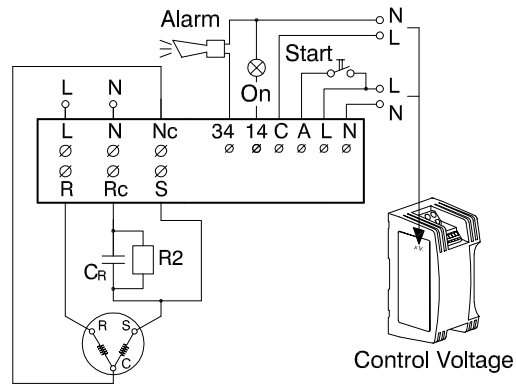 Alarm
N
L
Start
On
L
N
L
N
L N Nc 34 14 C A L N
R Rc S
CR
R2
R S
C
Control Voltage